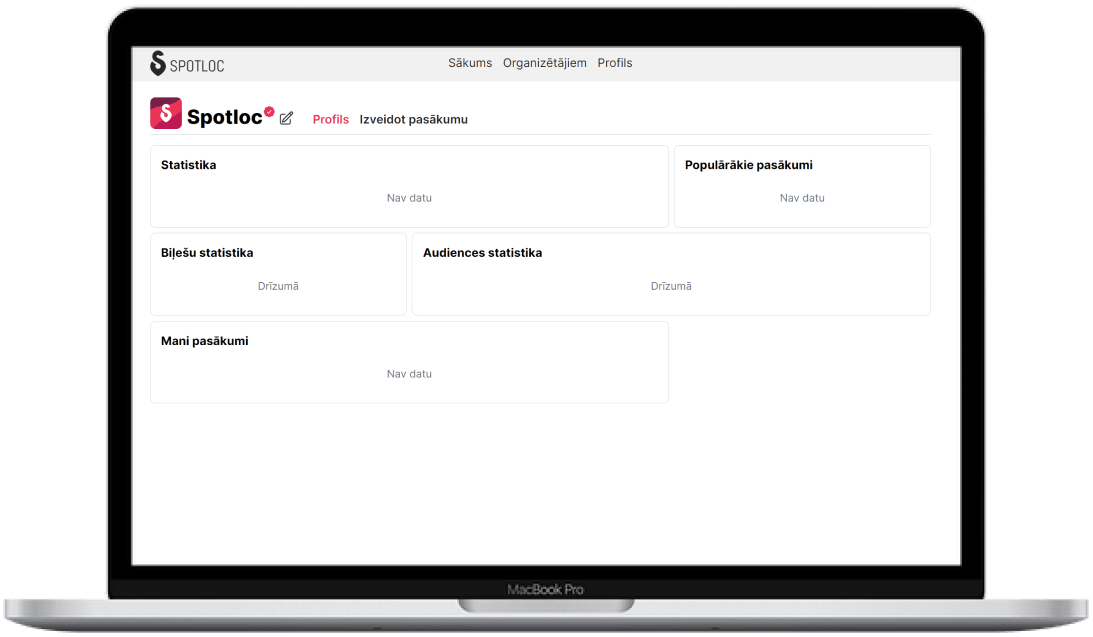 SPOTLOC
Sākums Organizētājiem Profils
Spotloc Profils Izveidot pasākumu
Statistika
Nav datu
Populārākie pasākumi
Nav datu
Biļešu statistika
Drīzumā
Audiences statistika
Drīzumā
Mani pasākumi
Nav datu
MacBook Pro